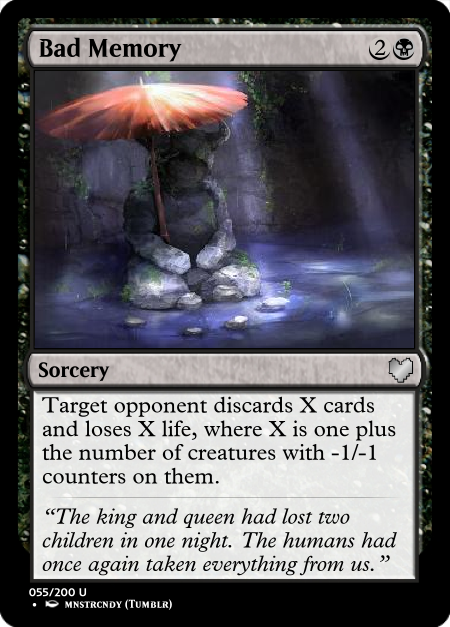 Bad Memory 2
Sorcery
Target opponent discards X cards
and loses X life, where X is one plus
the number of creatures with -1/-1
counters on them.
“The king and queen had lost two
children in one night. The humans had
once again taken everything from us.”
055/200 U
• MNSTRCNDY (TUMBLR)